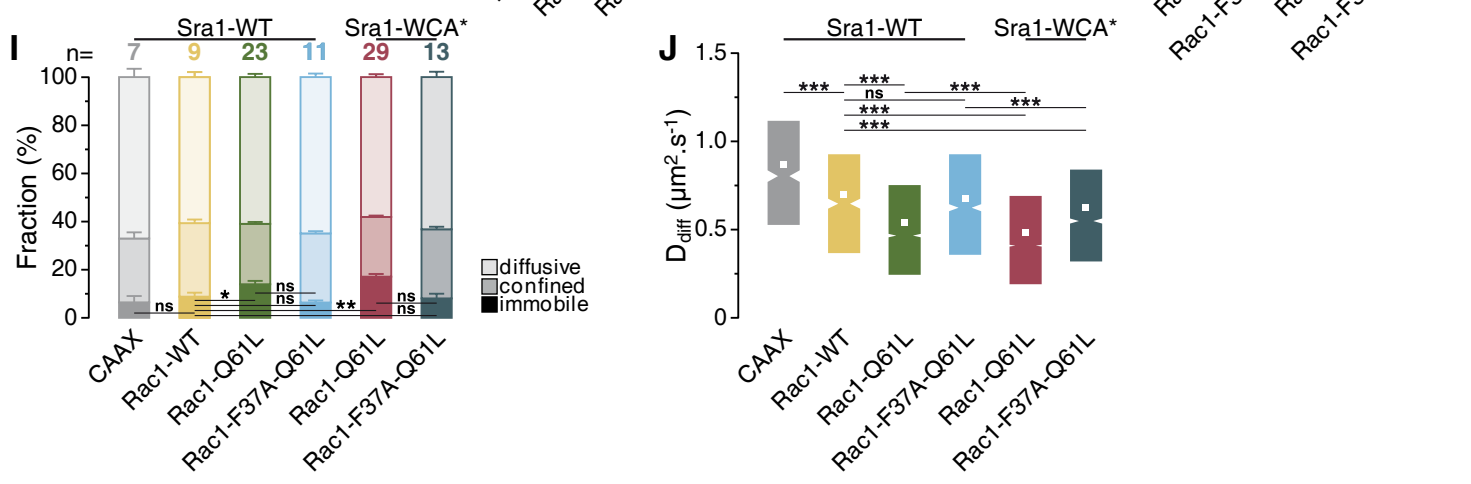 I
Sra1-WT
Sra1-WCA*
n=
7
9
23
11
29
13
Fraction (%)
100
80
60
40
20
0
ns
*
ns
ns
**
ns
ns
diffusive
confined
immobile
CAAX
Rac1-WT
Rac1-Q61L
Rac1-F37A-Q61L
Rac1-Q61L
Rac1-F37A-Q61L
J
Sra1-WT
Sra1-WCA*
Ddiff (µm².s⁻¹)
1.5
1.0
0.5
0
***
***
ns
***
***
***
***
CAAX
Rac1-WT
Rac1-Q61L
Rac1-F37A-Q61L
Rac1-Q61L
Rac1-F37A-Q61L